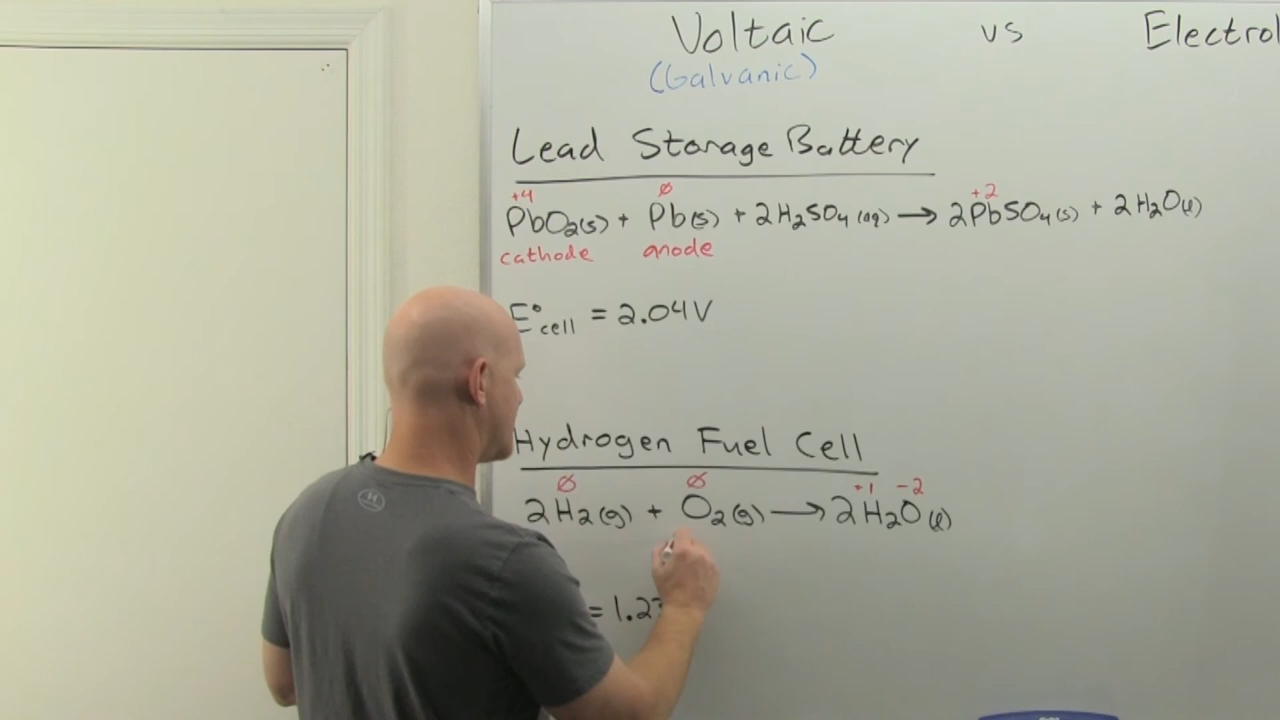 Voltaic vs
(Galvanic)
Lead Storage Battery
+4 ∅ +2
PbO₂(s) + Pb(s) + 2H₂SO₄(aq) → 2PbSO₄(s) + 2H₂O(l)
cathode anode
E°cell = 2.04V
Hydrogen Fuel Cell
∅ ∅ +1 -2
2H₂(g) + O₂(g) → 2H₂O(l)
= 1.2